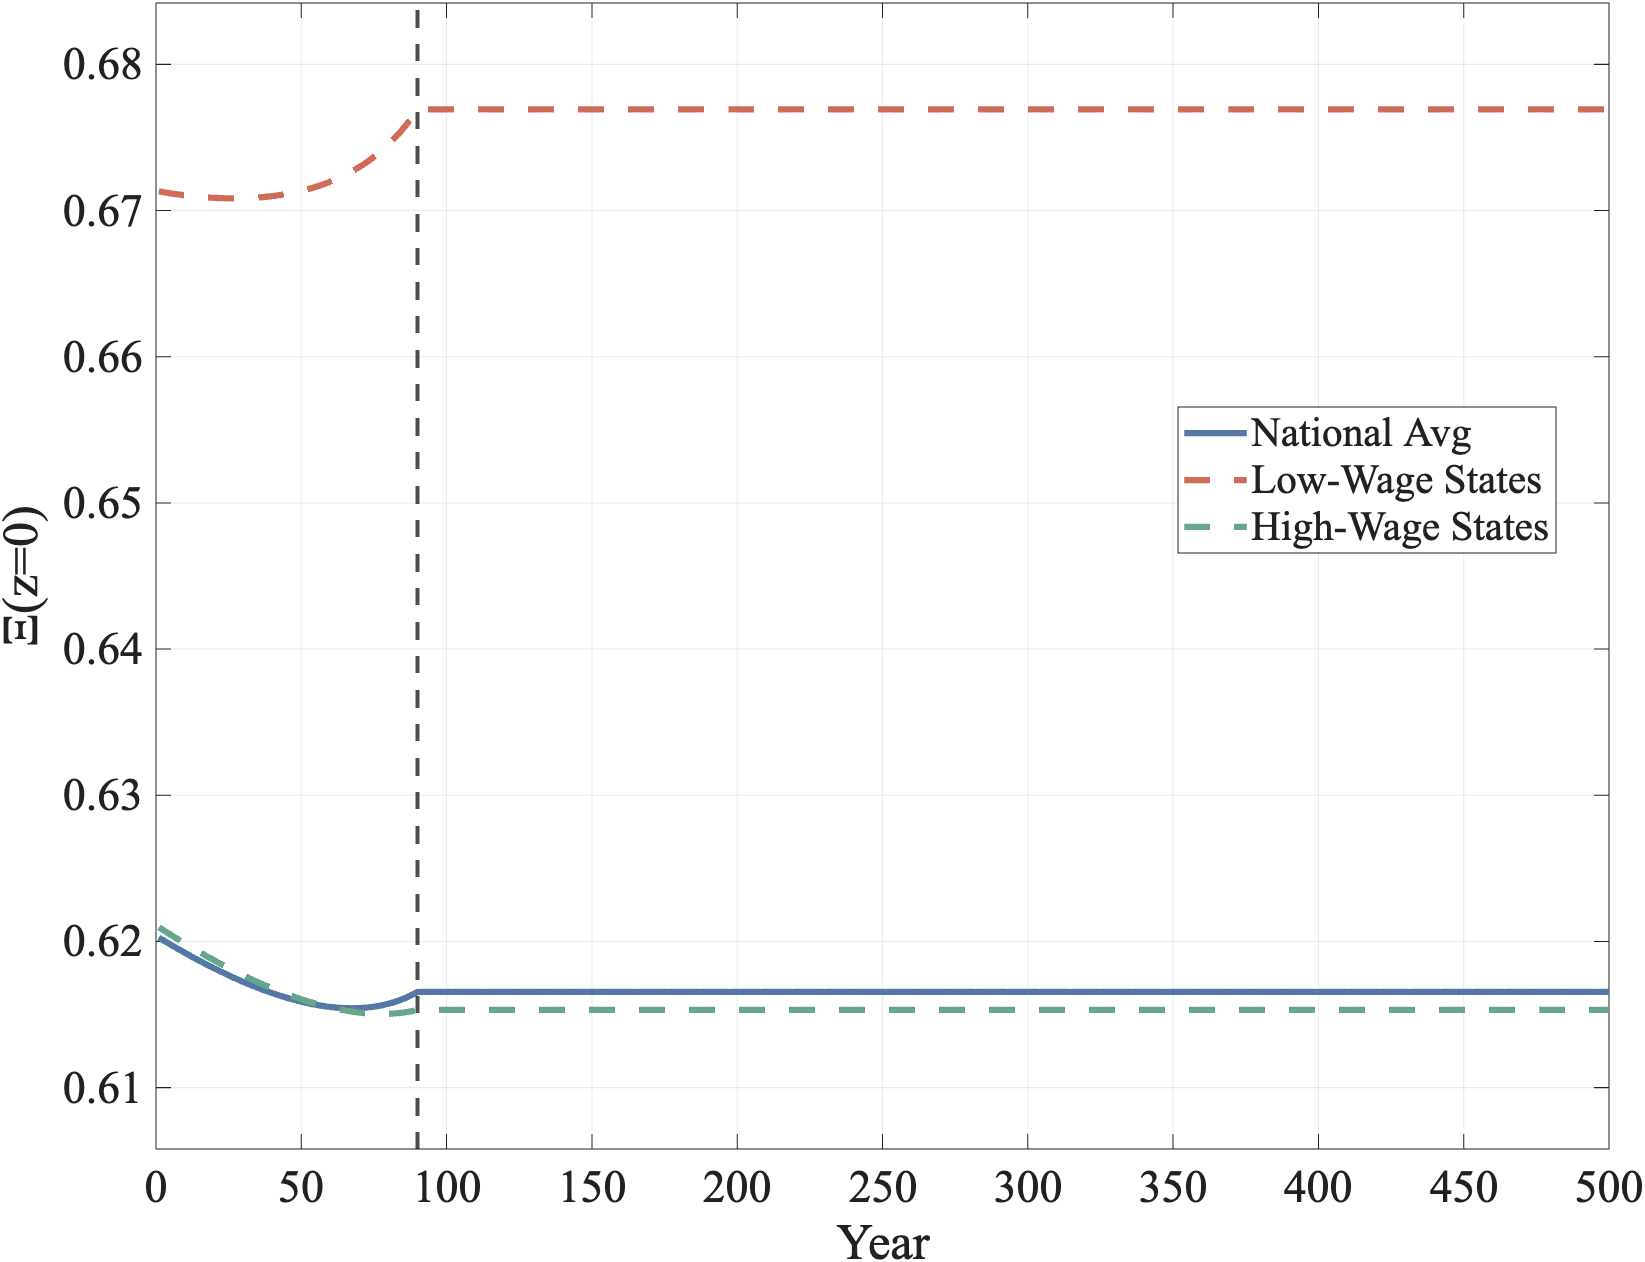 0.68
0.67
0.66
0.65
0.64
0.63
0.62
0.61
Ξ(z=0)
National Avg
Low-Wage States
High-Wage States
0 50 100 150 200 250 300 350 400 450 500
Year